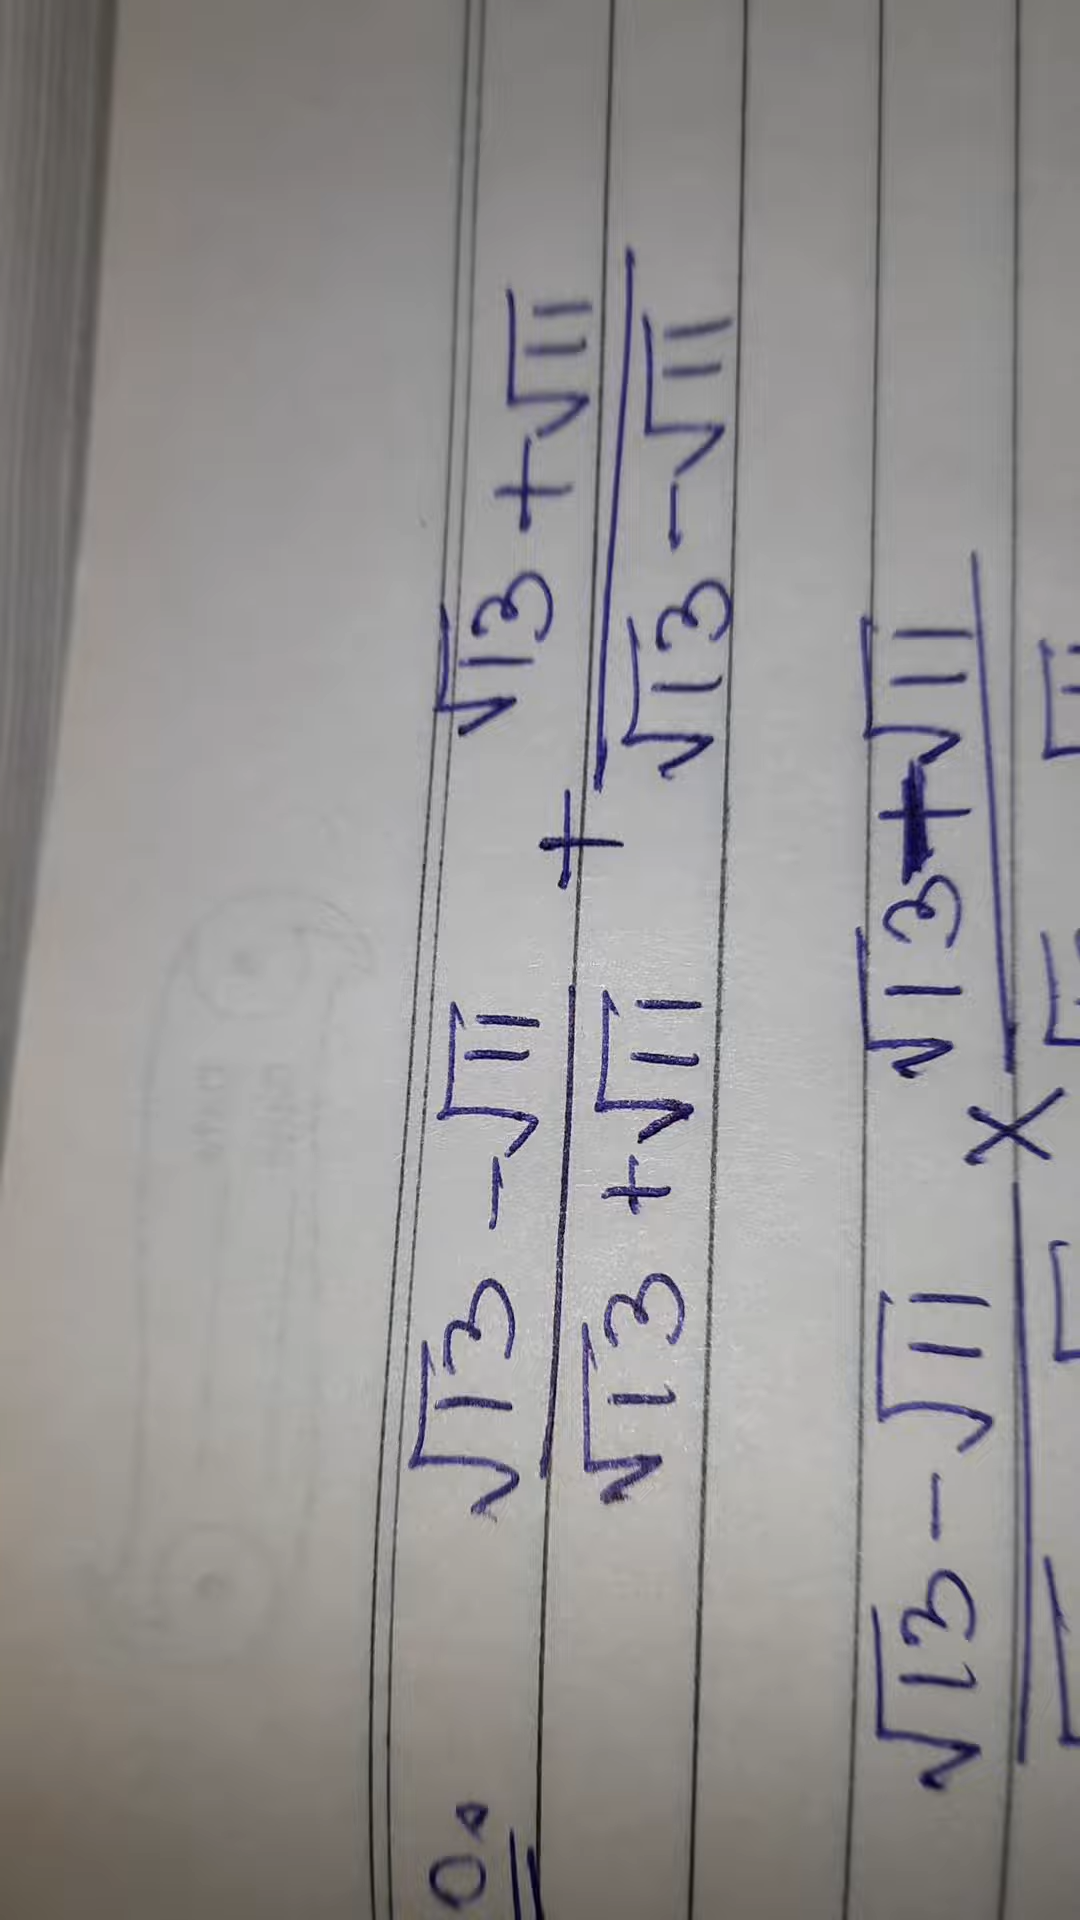 Q. (√13 - √11)/(√13 + √11) + (√13 + √11)/(√13 - √11)
(√13 - √11)/ × (√13 + √11)/